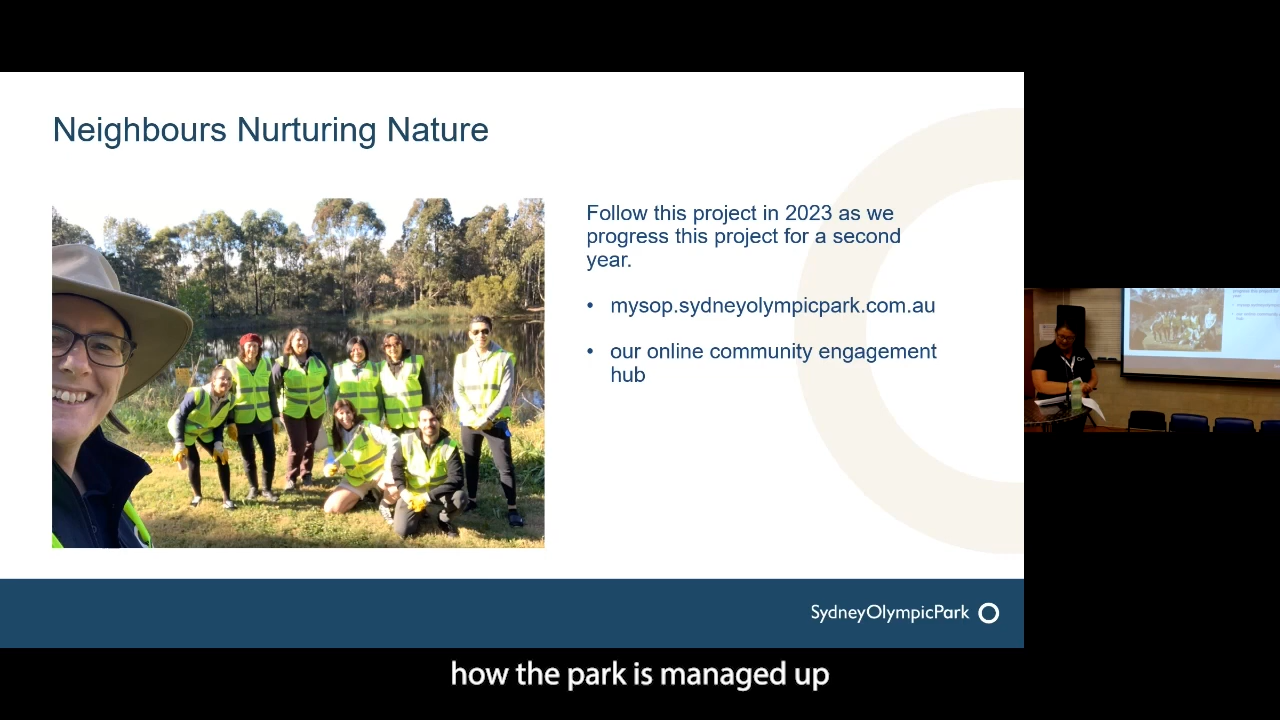 Neighbours Nurturing Nature
Follow this project in 2023 as we
progress this project for a second
year.
• mysop.sydneyolympicpark.com.au
• our online community engagement
hub
SydneyOlympicPark
how the park is managed up